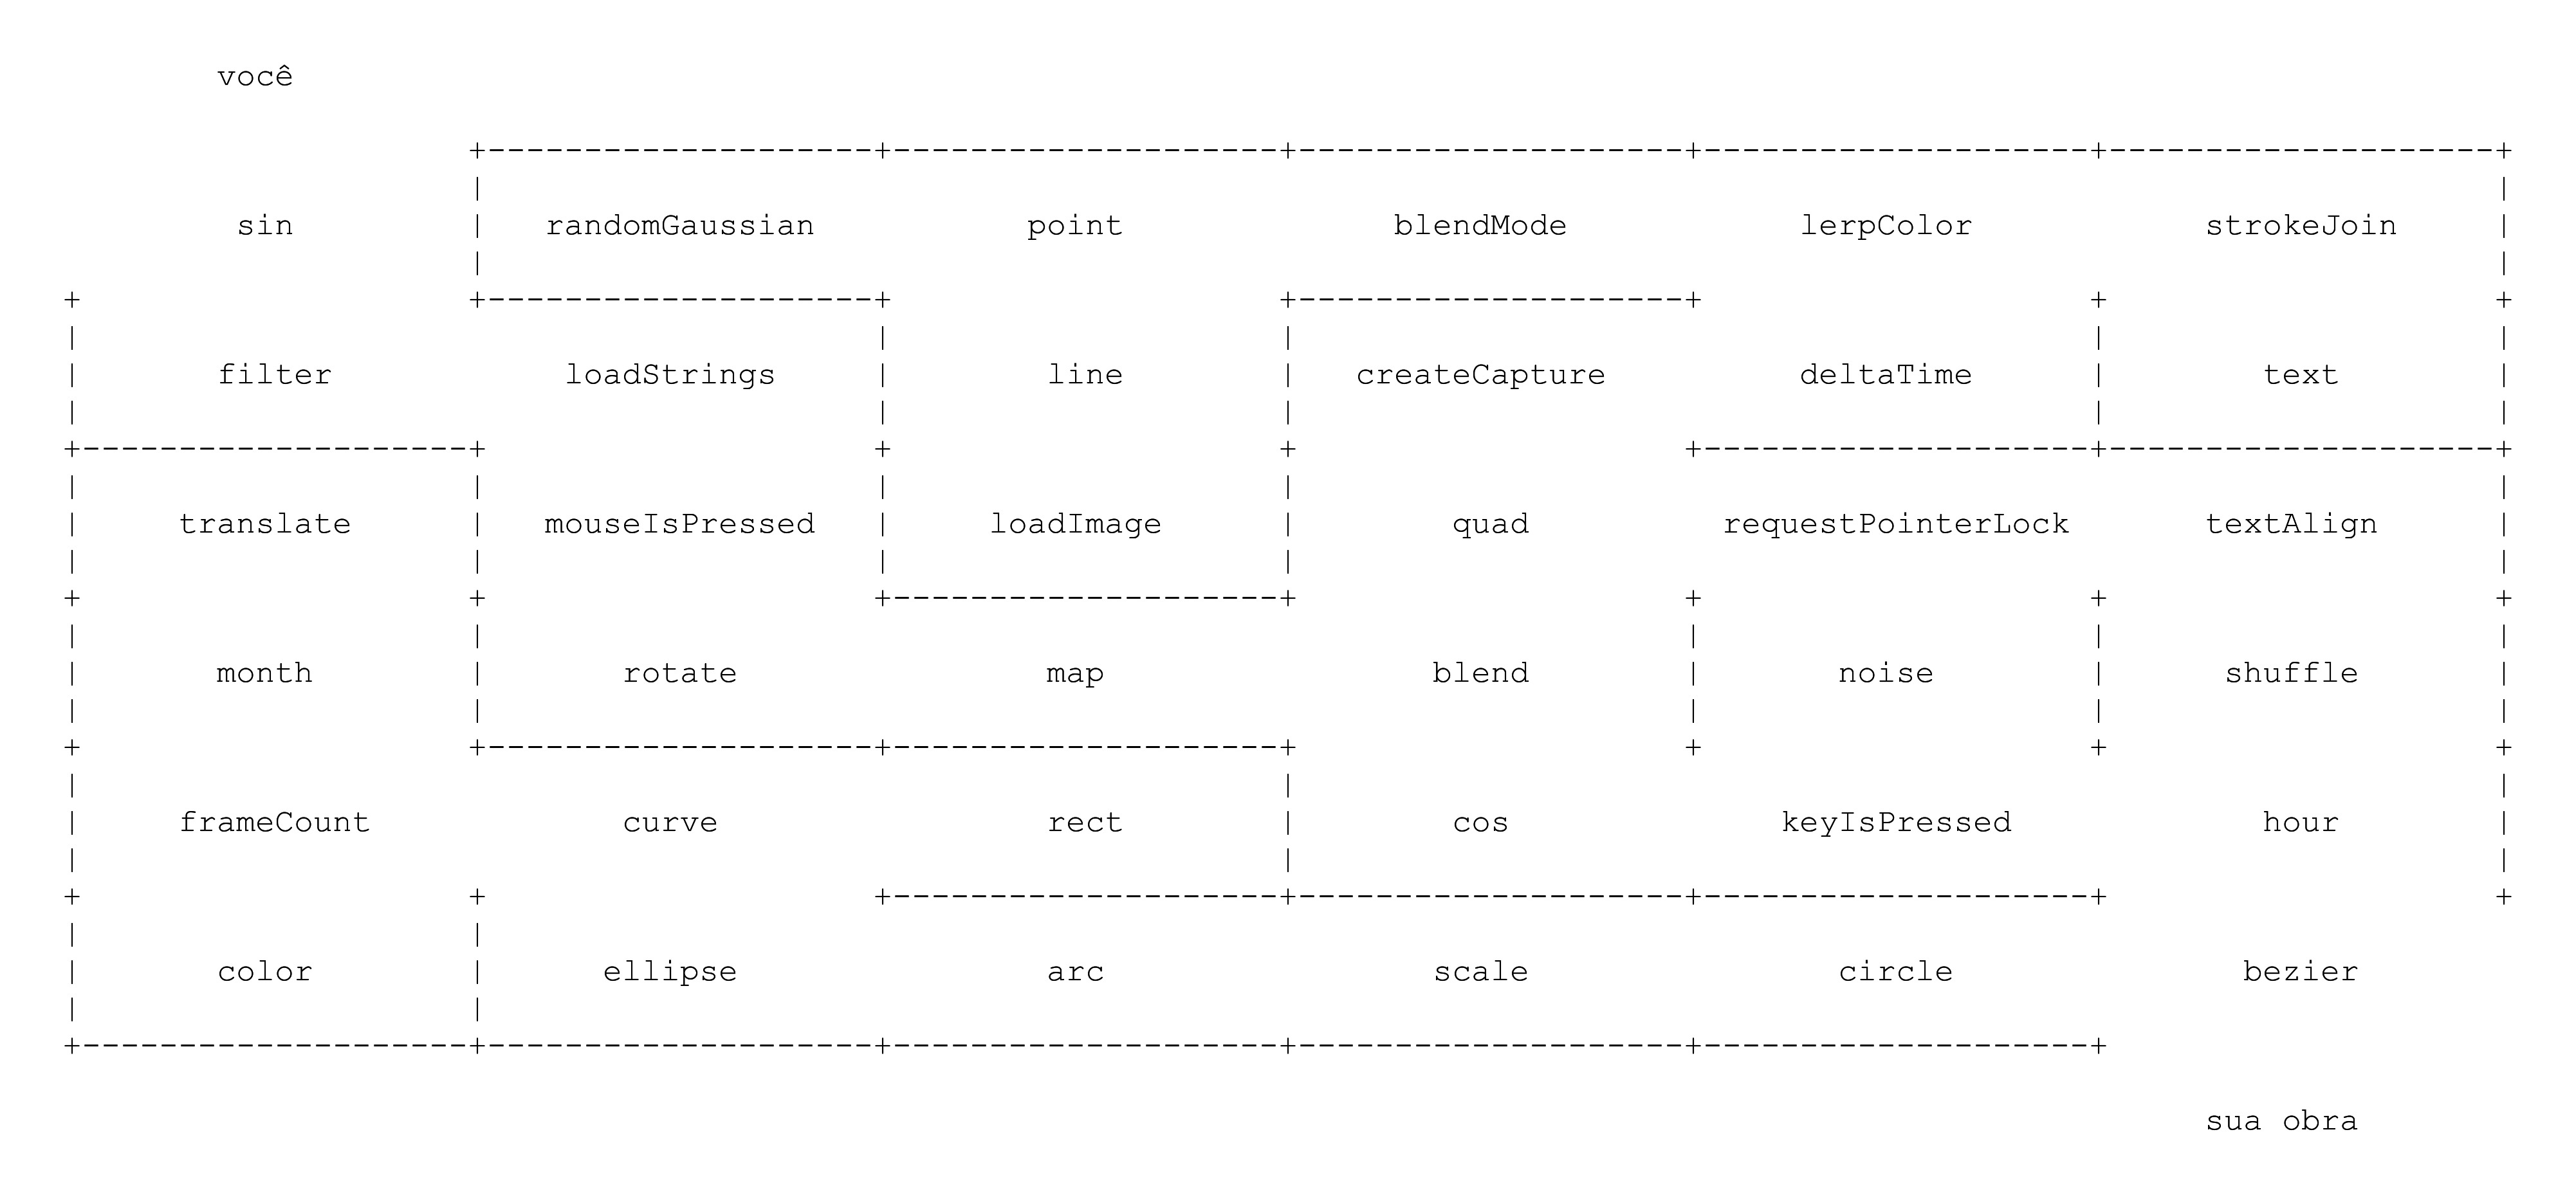 você
sin randomGaussian point blendMode lerpColor strokeJoin
filter loadStrings line createCapture deltaTime text
translate mouseIsPressed loadImage quad requestPointerLock textAlign
month rotate map blend noise shuffle
frameCount curve rect cos keyIsPressed hour
color ellipse arc scale circle bezier
sua obra